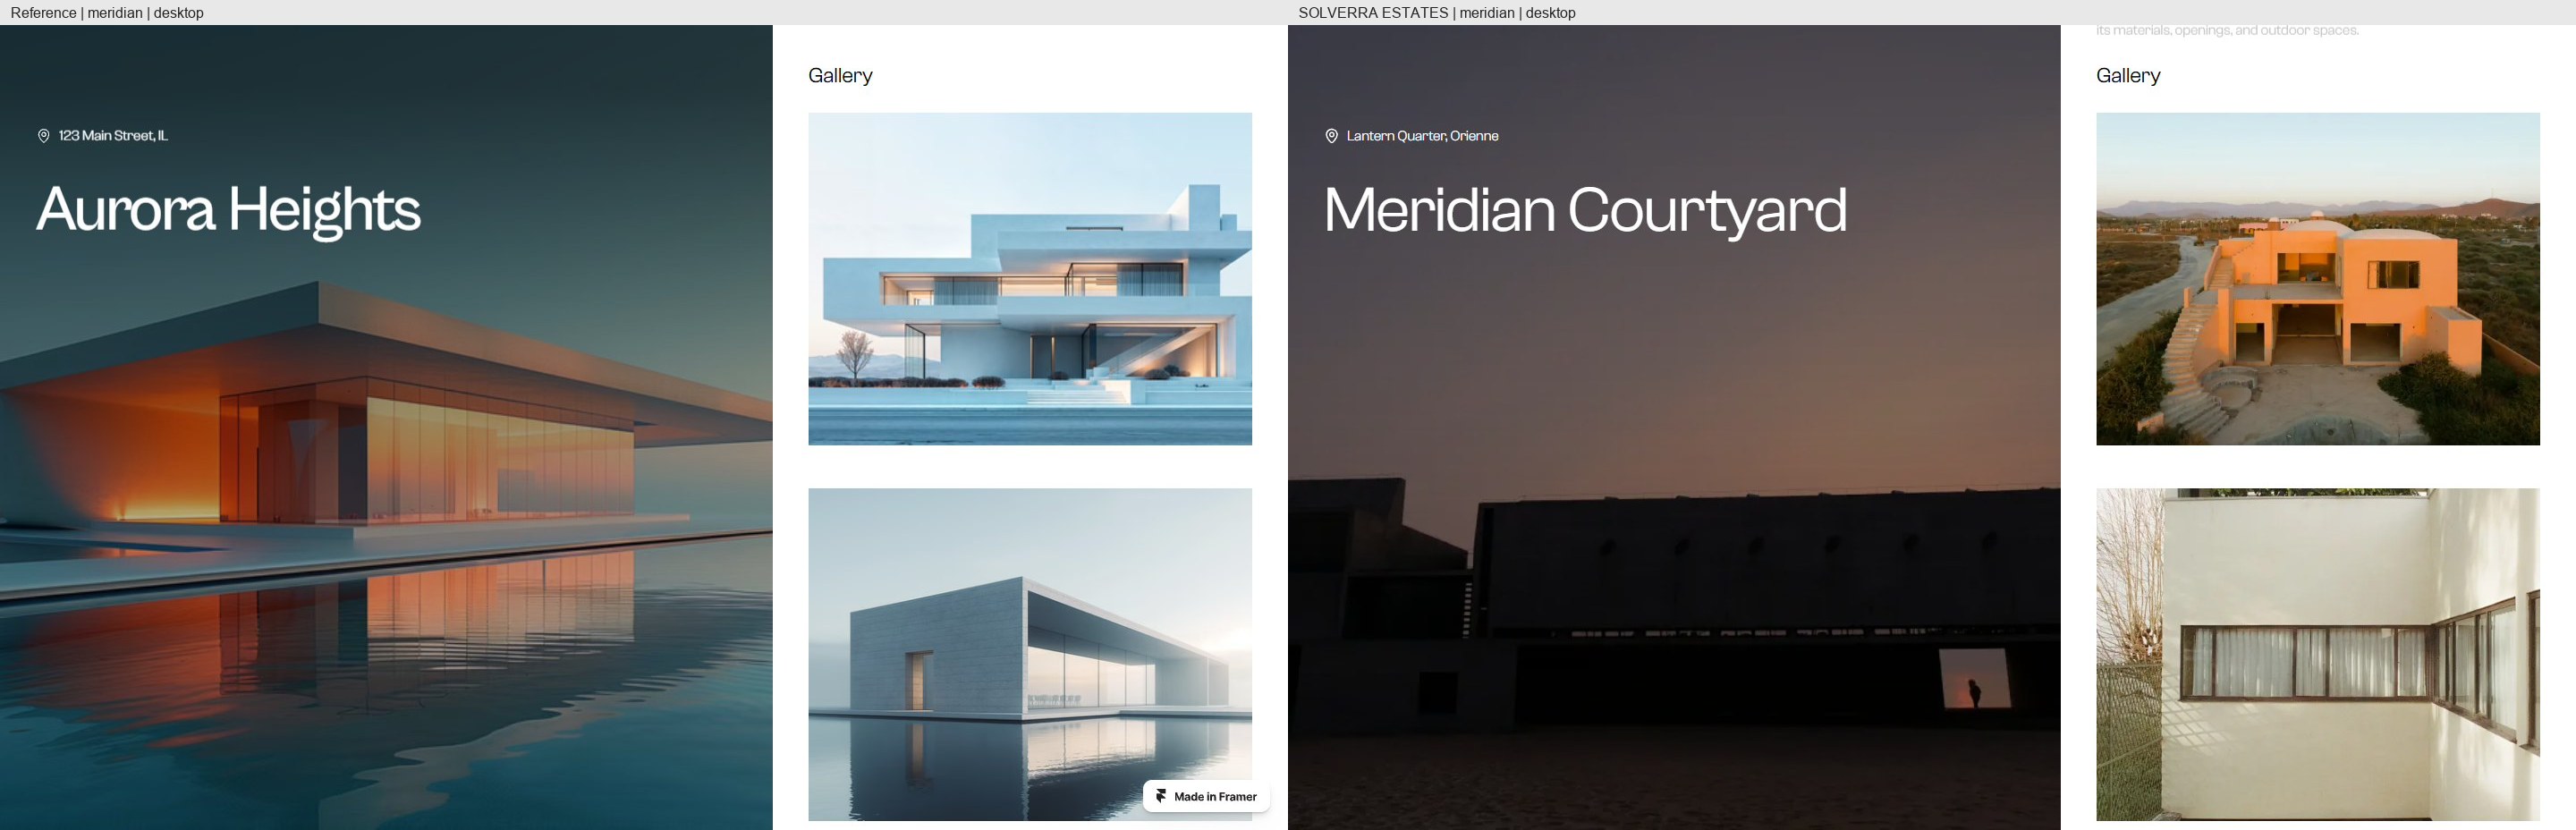 Reference | meridian | desktop
123 Main Street, IL
Aurora Heights
Gallery
Made in Framer
SOLVERRA ESTATES | meridian | desktop
Lantern Quarter, Orienne
Meridian Courtyard
its materials, openings, and outdoor spaces.
Gallery